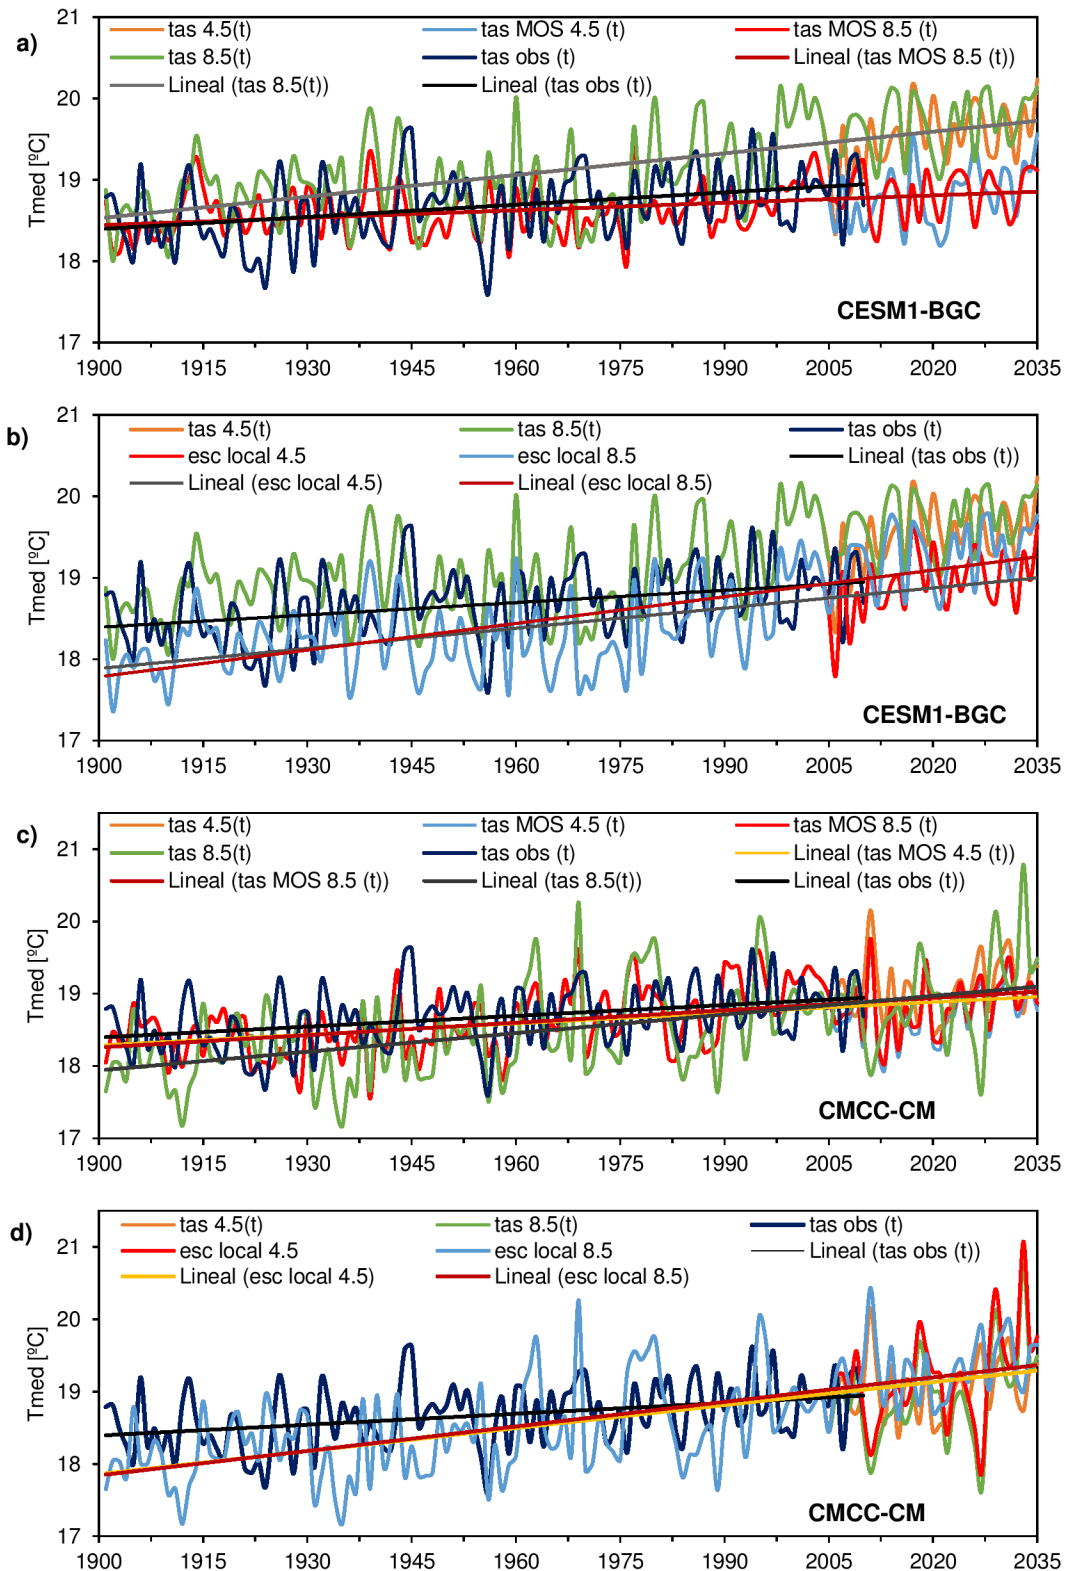 a)
tas 4.5(t) tas MOS 4.5 (t) tas MOS 8.5 (t)
tas 8.5(t) tas obs (t) Lineal (tas MOS 8.5 (t))
Lineal (tas 8.5(t)) Lineal (tas obs (t))
21
20
19
18
17
Tmed [ºC]
CESM1-BGC
1900 1915 1930 1945 1960 1975 1990 2005 2020 2035
b)
tas 4.5(t) tas 8.5(t) tas obs (t)
esc local 4.5 esc local 8.5 Lineal (tas obs (t))
Lineal (esc local 4.5) Lineal (esc local 8.5)
21
20
19
18
17
Tmed [ºC]
CESM1-BGC
1900 1915 1930 1945 1960 1975 1990 2005 2020 2035
c)
tas 4.5(t) tas MOS 4.5 (t) tas MOS 8.5 (t)
tas 8.5(t) tas obs (t) Lineal (tas MOS 4.5 (t))
Lineal (tas MOS 8.5 (t)) Lineal (tas 8.5(t)) Lineal (tas obs (t))
21
20
19
18
17
Tmed [ºC]
CMCC-CM
1900 1915 1930 1945 1960 1975 1990 2005 2020 2035
d)
tas 4.5(t) tas 8.5(t) tas obs (t)
esc local 4.5 esc local 8.5 Lineal (tas obs (t))
Lineal (esc local 4.5) Lineal (esc local 8.5)
21
20
19
18
17
Tmed [ºC]
CMCC-CM
1900 1915 1930 1945 1960 1975 1990 2005 2020 2035